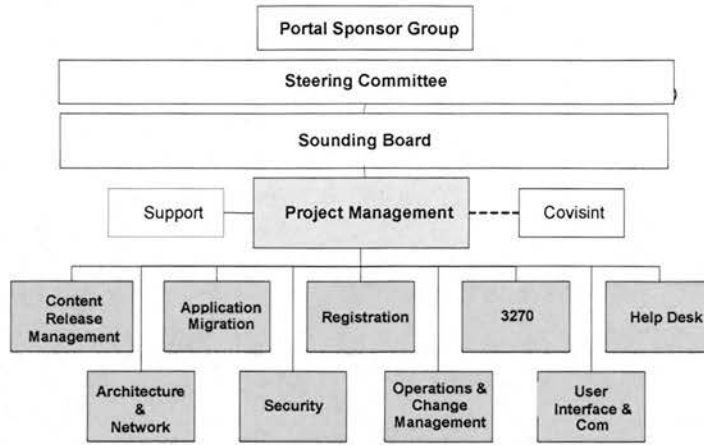 Portal Sponsor Group
Steering Committee
Sounding Board
Support
Project Management
Covisint
Content
Release
Management
Application
Migration
Registration
3270
Help Desk
Architecture
&
Network
Security
Operations &
Change
Management
User
Interface &
Com